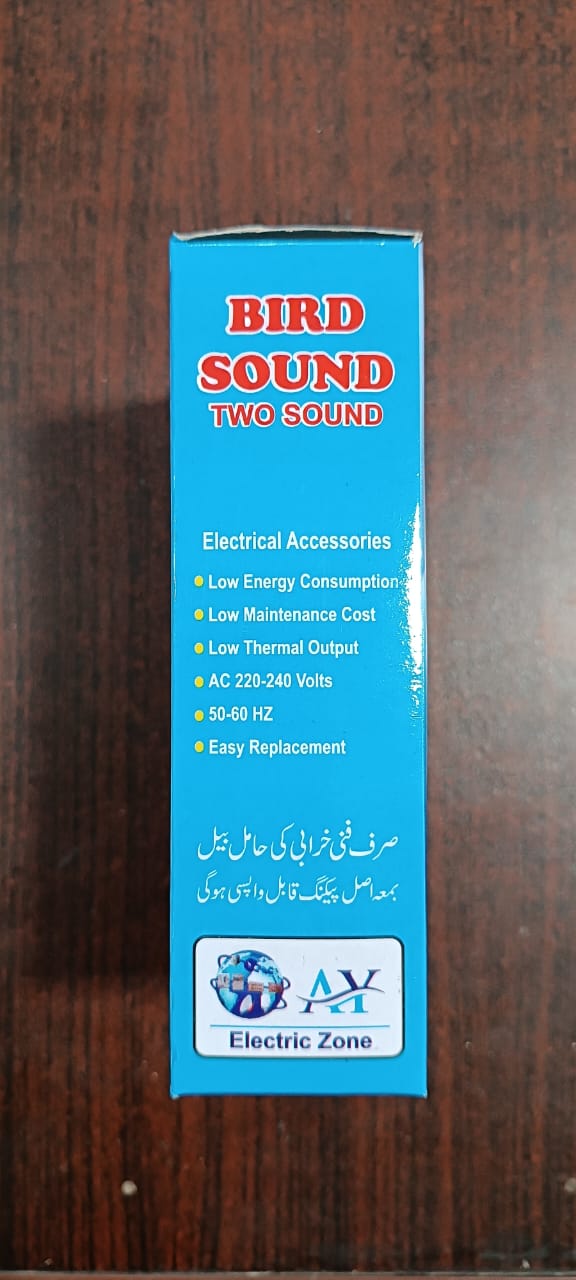 BIRD
SOUND
TWO SOUND
Electrical Accessories
Low Energy Consumption
Low Maintenance Cost
Low Thermal Output
AC 220-240 Volts
50-60 HZ
Easy Replacement
صرف فنی خرابی کی حامل بیل
بمعہ اصل پیکنگ قابل واپسی ہوگی
AY
Electric Zone